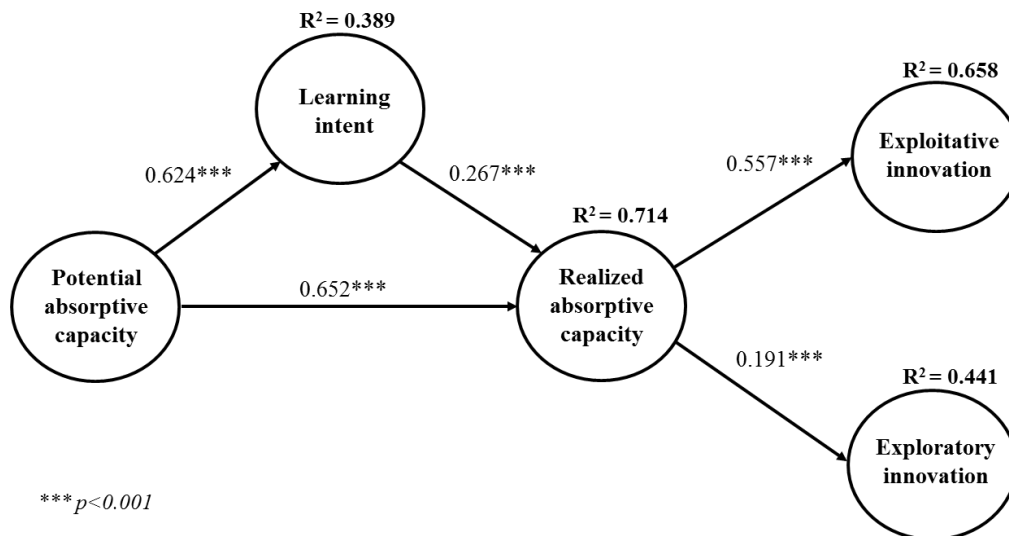 R² = 0.389
Learning
intent
0.624***
0.267***
R² = 0.658
Exploitative
innovation
0.557***
R² = 0.714
Potential
absorptive
capacity
0.652***
Realized
absorptive
capacity
0.191***
R² = 0.441
Exploratory
innovation
*** p<0.001